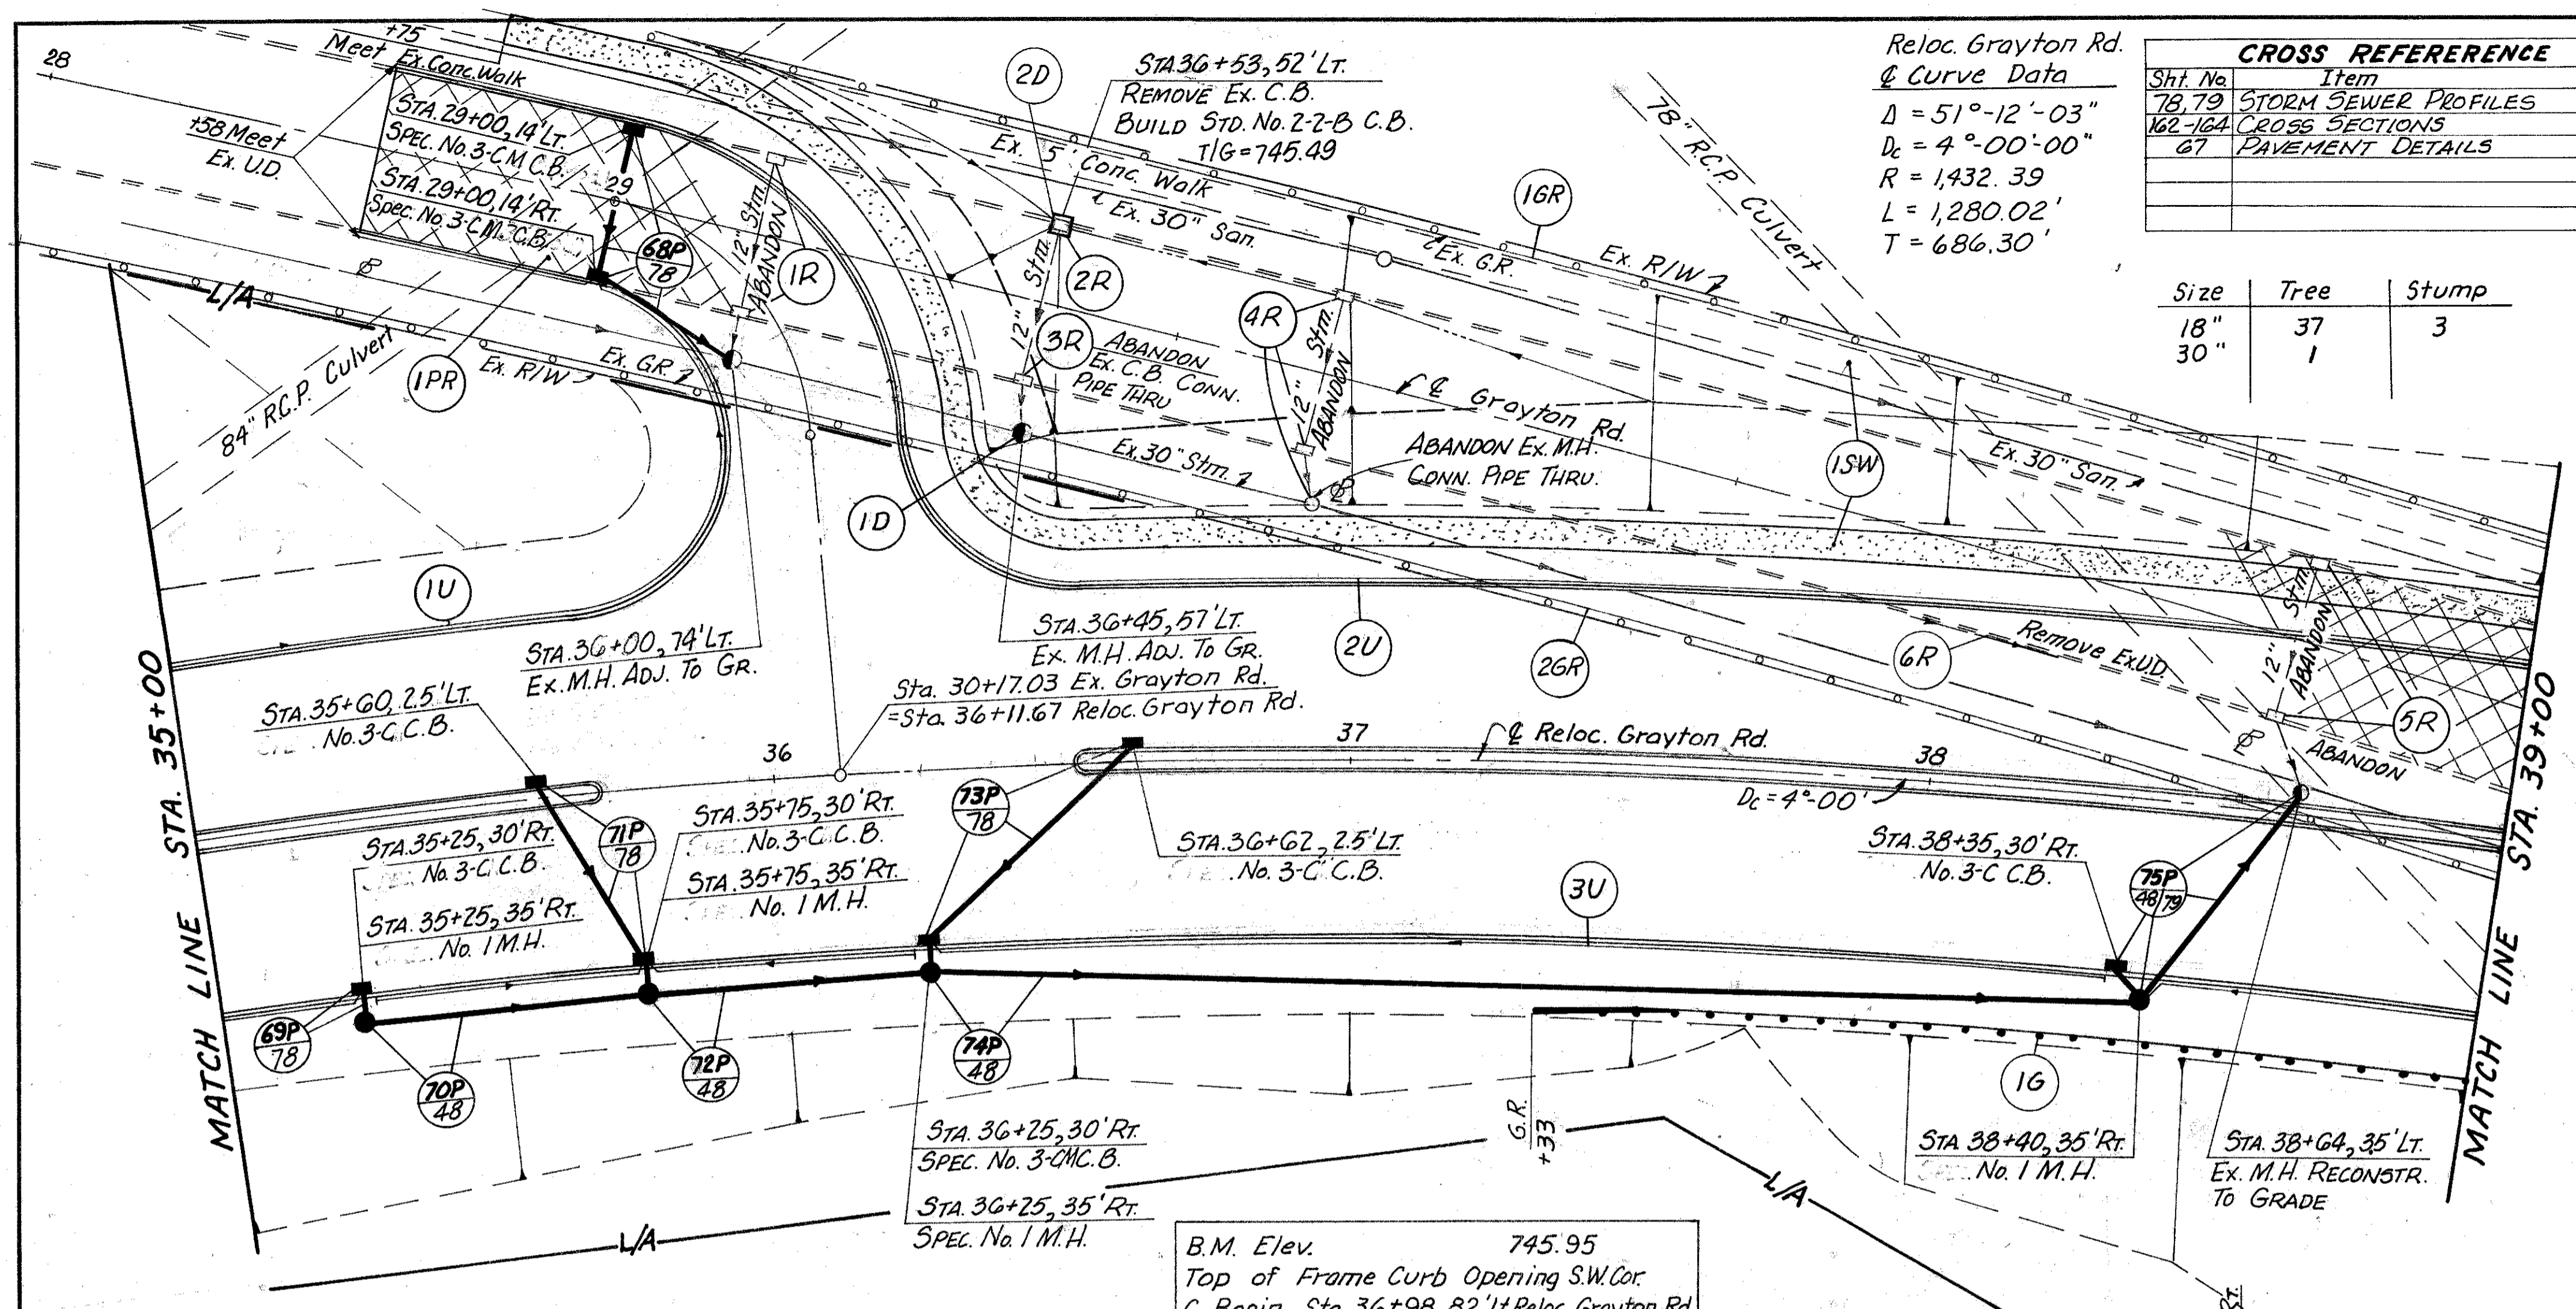 28
+75
Meet Ex. Conc. Walk
STA. 29+00, 14' LT.
SPEC. No. 3-CM C.B.
29
STA. 29+00, 14' RT.
Spec. No. 3-CM C.B.
+58 Meet
Ex. U.D.
68P
78
12" Stm.
ABANDON
1R
L/A
84" R.C.P. Culvert
1PR
Ex. R/W
Ex. GR.
2D
STA 36+53, 52' LT.
REMOVE Ex. C.B.
BUILD STD. No. 2-2-B C.B.
T/G=745.49
Ex. 5' Conc. Walk
Ex. 30" San.
2R
12" Stm.
3R
ABANDON
Ex. C.B. CONN.
PIPE THRU
4R
12" Stm.
ABANDON
1GR
Ex. G.R.
Ex. R/W
78" R.C.P. Culvert
Reloc. Grayton Rd.
℄ Curve Data
Δ = 51°-12'-03"
Dc = 4°-00'-00"
R = 1,432.39
L = 1,280.02'
T = 686.30'
CROSS REFERERENCE
Sht. No. Item
78,79 STORM SEWER PROFILES
162-164 CROSS SECTIONS
67 PAVEMENT DETAILS
Size Tree Stump
18" 37 3
30" 1
℄ Grayton Rd.
ABANDON EX. M.H.
CONN. PIPE THRU.
Ex. 30" Stm.
1D
1SW
Ex. 30" San.
12" Stm.
ABANDON
1U
STA. 36+00, 74' LT.
Ex. M.H. ADJ. TO GR.
STA. 36+45, 57' LT.
Ex. M.H. ADJ. TO GR.
2U
2GR
6R
Remove Ex. U.D.
5R
ABANDON
Sta. 30+17.03 Ex. Grayton Rd.
=Sta. 36+11.67 Reloc. Grayton Rd.
MATCH LINE STA. 35+00
STA. 35+60, 2.5' LT.
No. 3-C C.B.
36
37
℄ Reloc. Grayton Rd.
38
Dc = 4°-00'
STA. 35+25, 30' RT.
No. 3-C C.B.
STA. 35+25, 35' RT.
No. 1 M.H.
71P
78
STA. 35+75, 30' RT.
No. 3-C C.B.
STA. 35+75, 35' RT.
No. 1 M.H.
73P
78
STA. 36+62, 2.5' LT.
No. 3-C C.B.
3U
STA. 38+35, 30' RT.
No. 3-C C.B.
75P
48/79
MATCH LINE STA. 39+00
69P
78
70P
48
72P
48
74P
48
STA. 36+25, 30' RT.
SPEC. No. 3-CM C.B.
STA. 36+25, 35' RT.
SPEC. No. 1 M.H.
G.R.
+33
1G
STA 38+40, 35' RT.
No. 1 M.H.
STA. 38+64, 3.5' LT.
Ex. M.H. RECONSTR.
TO GRADE
L/A
L/A
B.M. Elev. 745.95
Top of Frame Curb Opening S.W. Cor.
C. Basin Sta. 36+98, 82' Lt Reloc. Grayton Rd